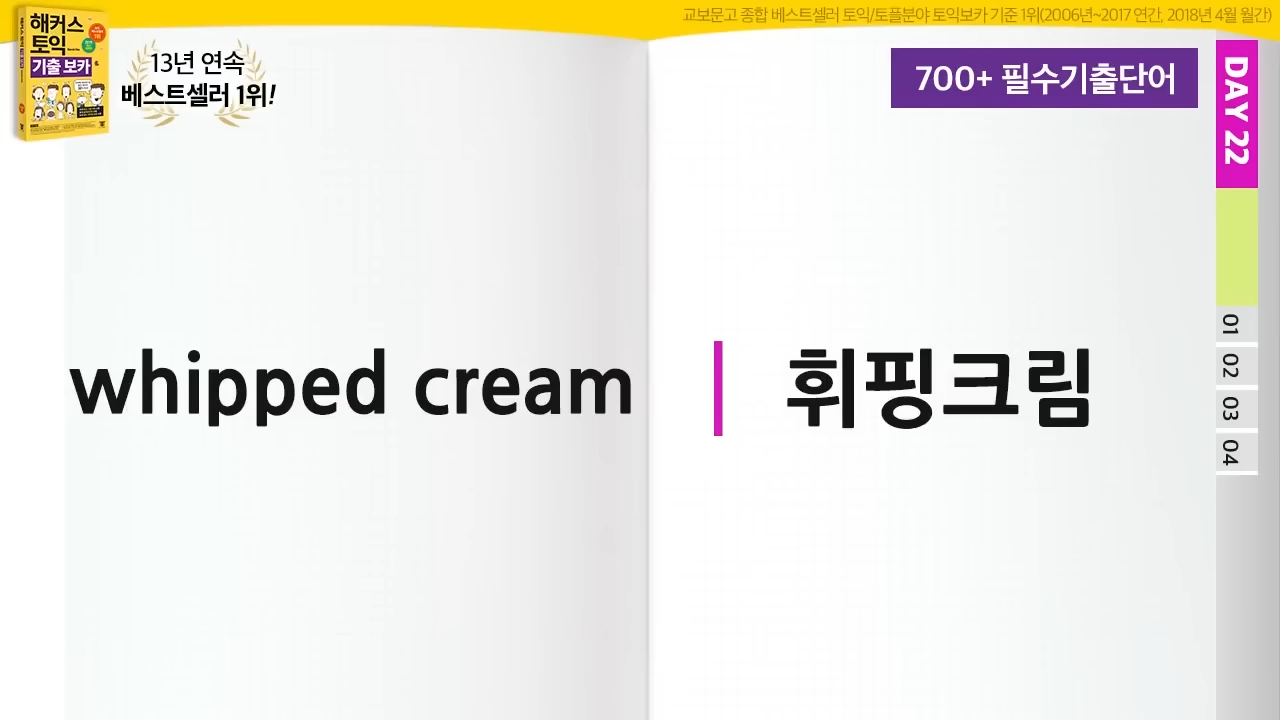 교보문고 종합 베스트셀러 토익/토플분야 토익보카 기준 1위(2006년~2017 연간, 2018년 4월 월간)
해커스
토익
기출 보카
13년 연속
베스트셀러 1위!
700+ 필수기출단어
DAY 22
whipped cream
휘핑크림
01
02
03
04